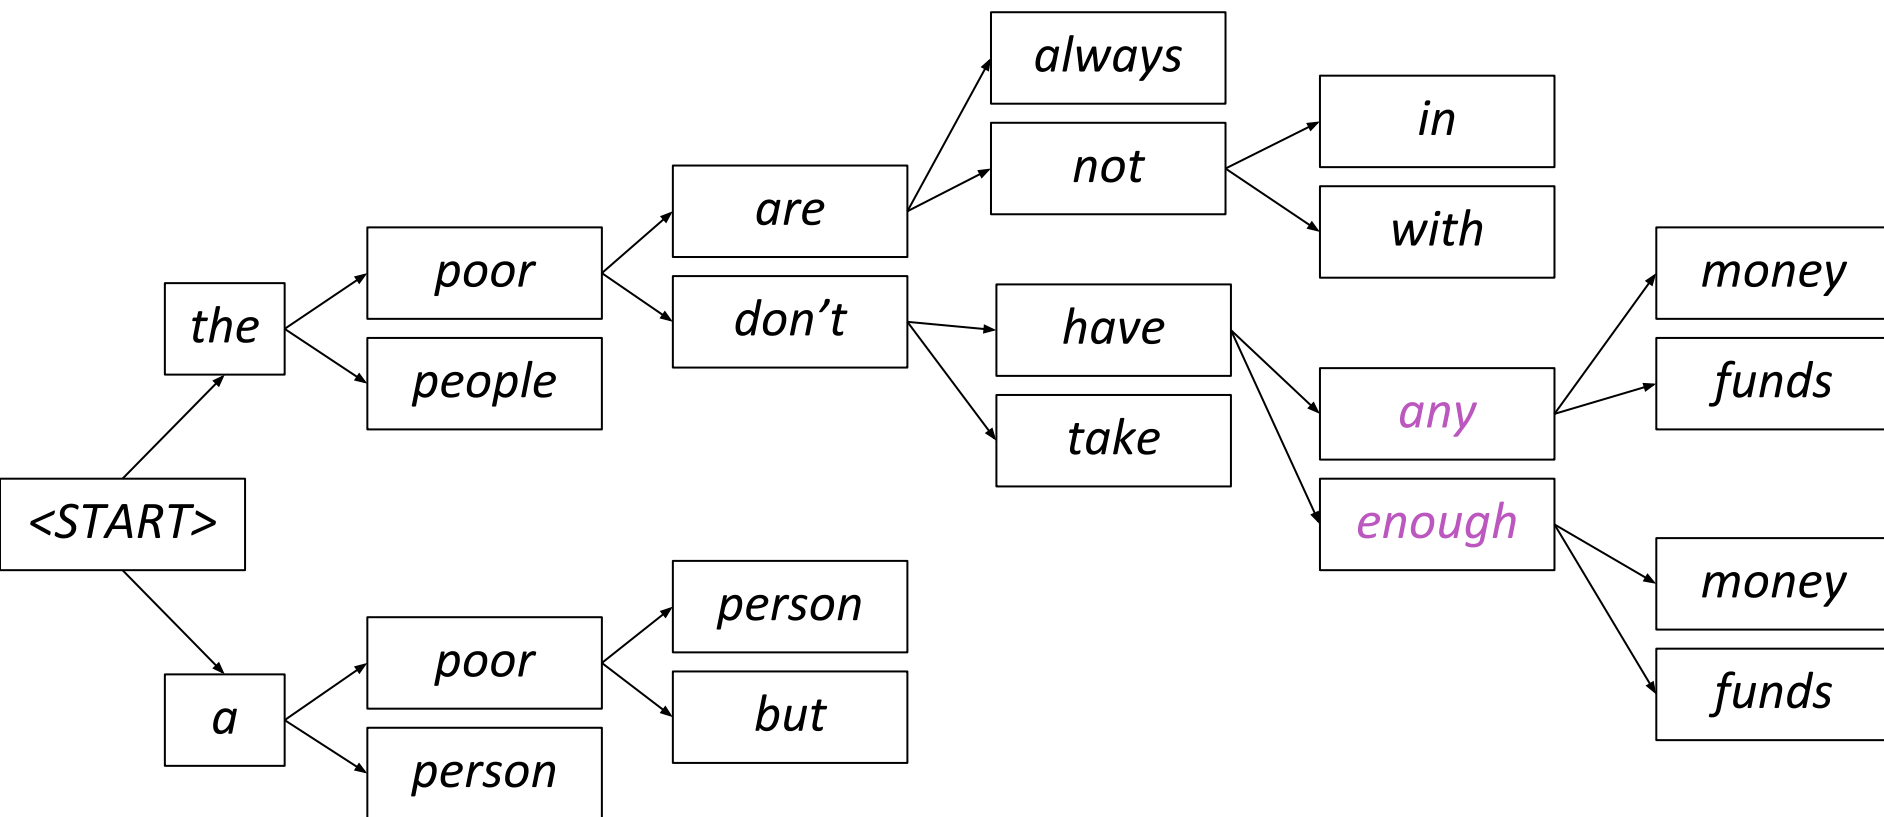 always
in
not
are
with
poor
money
don't
have
the
any
funds
people
take
<START>
enough
person
money
poor
but
funds
a
person